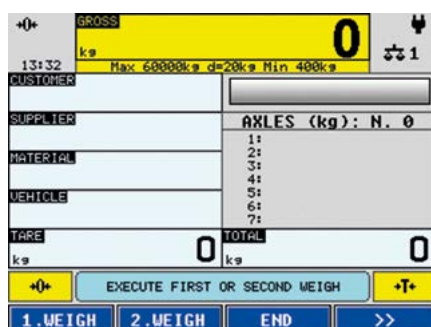 →0← GROSS 0
kg
13:32 Max 60000kg d=20kg Min 400kg 1
CUSTOMER
SUPPLIER
AXLES (kg): N. 0
1:
2:
MATERIAL
3:
4:
VEHICLE
5:
6:
7:
TARE 0 TOTAL 0
kg kg
→0← EXECUTE FIRST OR SECOND WEIGH →T←
1.WEIGH 2.WEIGH END >>